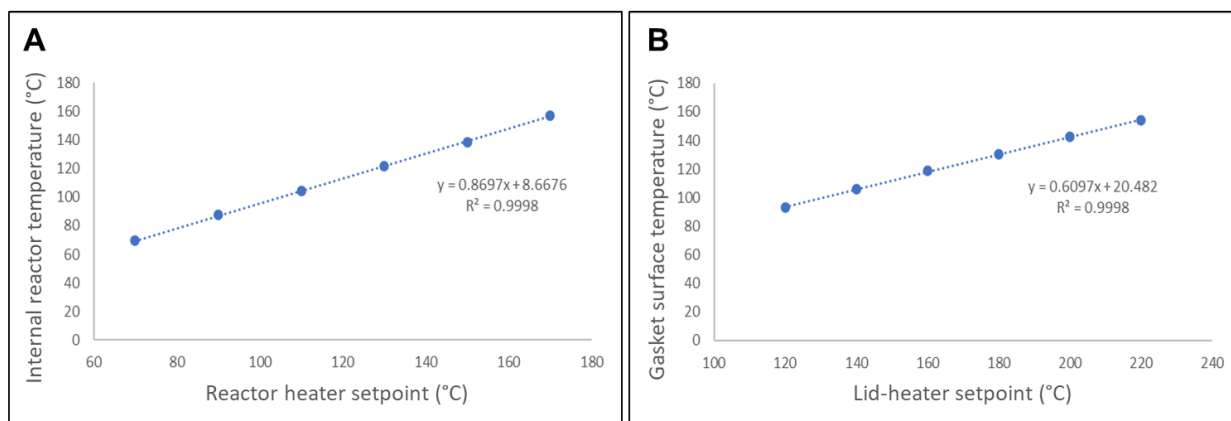 A
Internal reactor temperature (°C)
180
160
140
120
100
80
60
40
20
0
y = 0.8697x + 8.6676
R² = 0.9998
60 80 100 120 140 160 180
Reactor heater setpoint (°C)
B
Gasket surface temperature (°C)
180
160
140
120
100
80
60
40
20
0
y = 0.6097x + 20.482
R² = 0.9998
100 120 140 160 180 200 220 240
Lid-heater setpoint (°C)